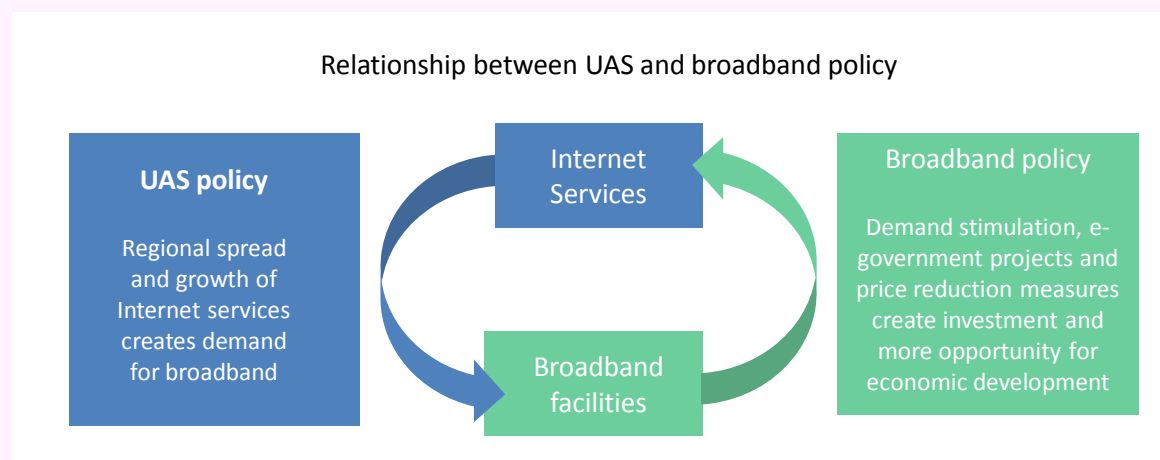 Relationship between UAS and broadband policy
UAS policy
Regional spread
and growth of
Internet services
creates demand
for broadband
Internet
Services
Broadband
facilities
Broadband policy
Demand stimulation, e-
government projects and
price reduction measures
create investment and
more opportunity for
economic development